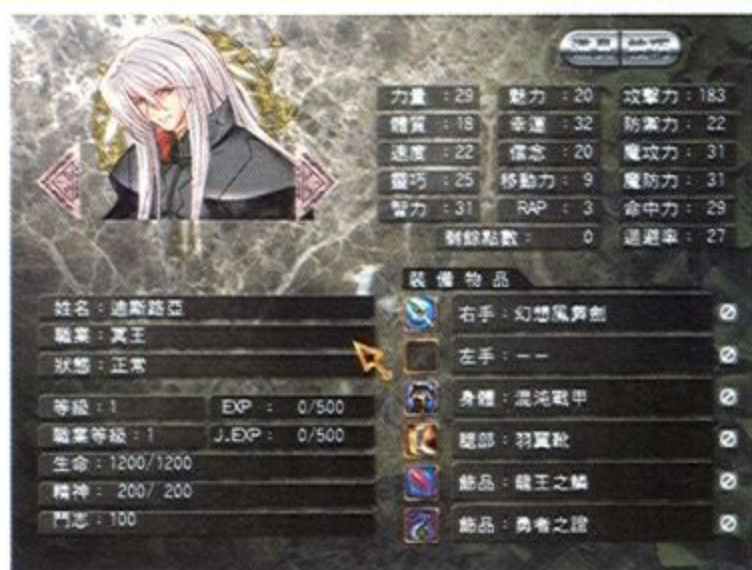 力量：29 魅力：20 攻擊力：183
體質：18 幸運：32 防禦力：22
速度：22 信念：20 魔攻力：31
靈巧：25 移動力：9 魔防力：31
智力：31 RAP：3 命中力：29
剩餘點數：0 迴避率：27
裝備物品
姓名：迪斯路亞
職業：冥王
狀態：正常
等級：1 EXP：0/500
職業等級：1 J.EXP：0/500
生命：1200/1200
精神：200/200
鬥志：100
右手：幻想風舞劍
左手：－－
身體：混沌戰甲
腿部：羽翼靴
飾品：龍王之鱗
飾品：勇者之證